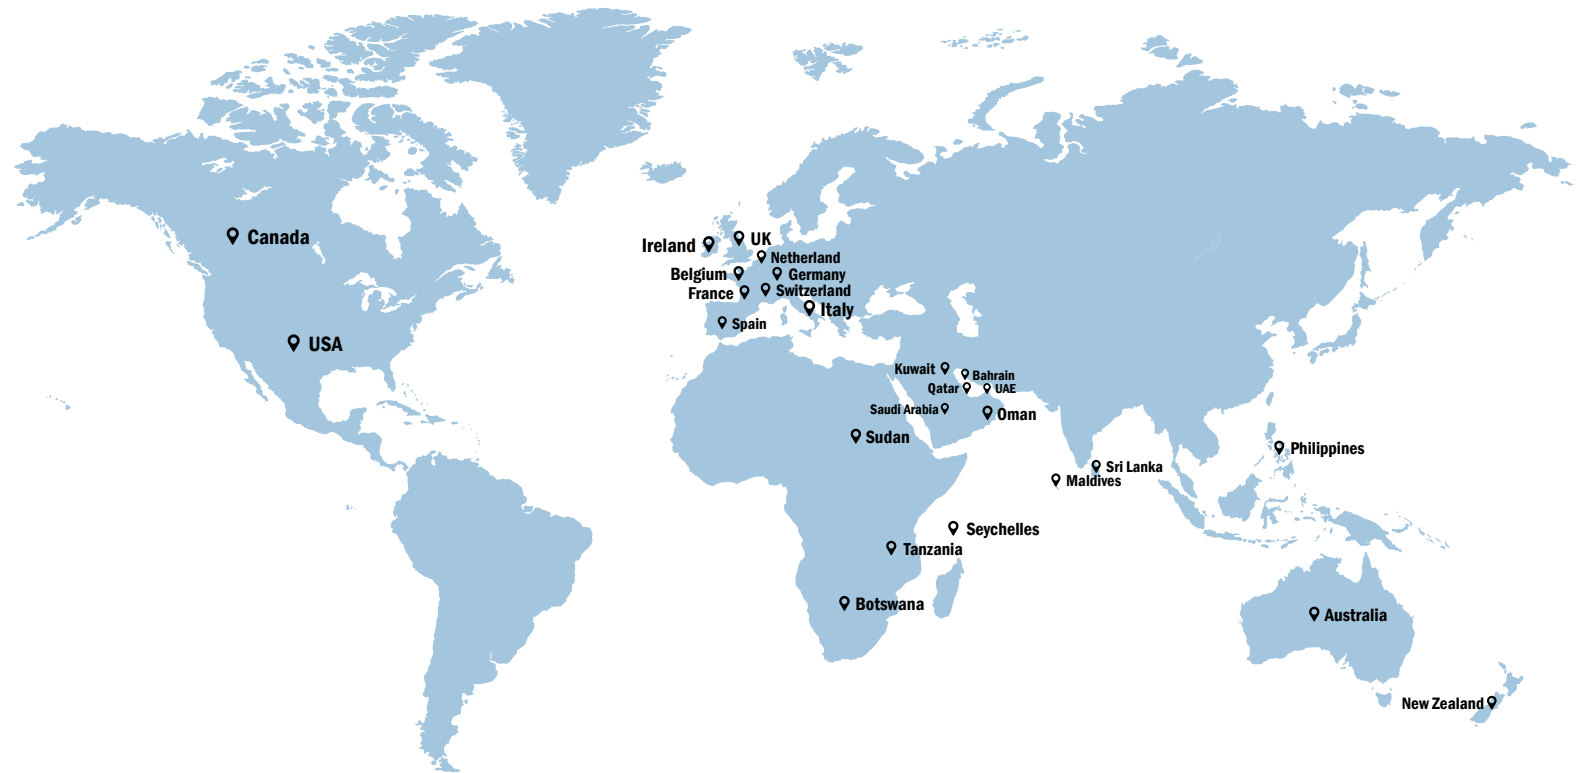 Canada
USA
Ireland
UK
Netherland
Belgium
Germany
France
Switzerland
Italy
Spain
Kuwait
Bahrain
Qatar
UAE
Saudi Arabia
Oman
Sudan
Philippines
Sri Lanka
Maldives
Seychelles
Tanzania
Botswana
Australia
New Zealand